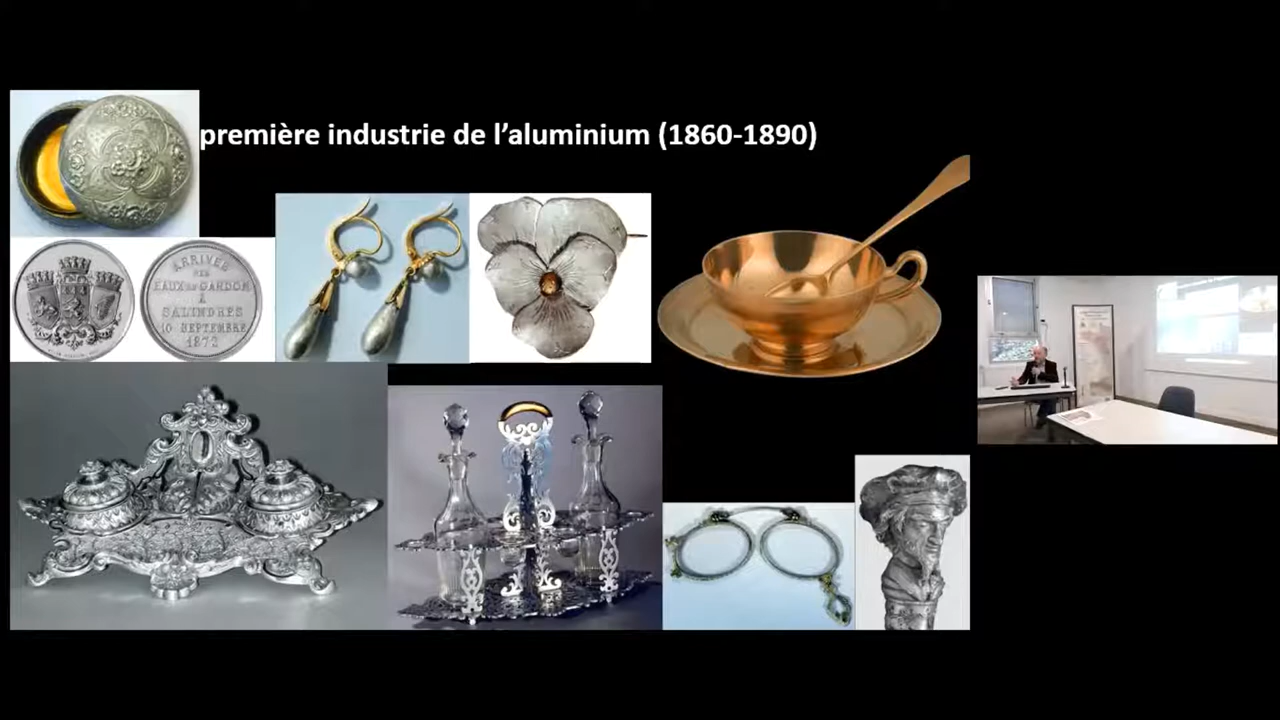 première industrie de l'aluminium (1860-1890)
ARRIVÉE
DES
EAUX DU GARDON
À
SALINDRES
10 SEPTEMBRE
1872